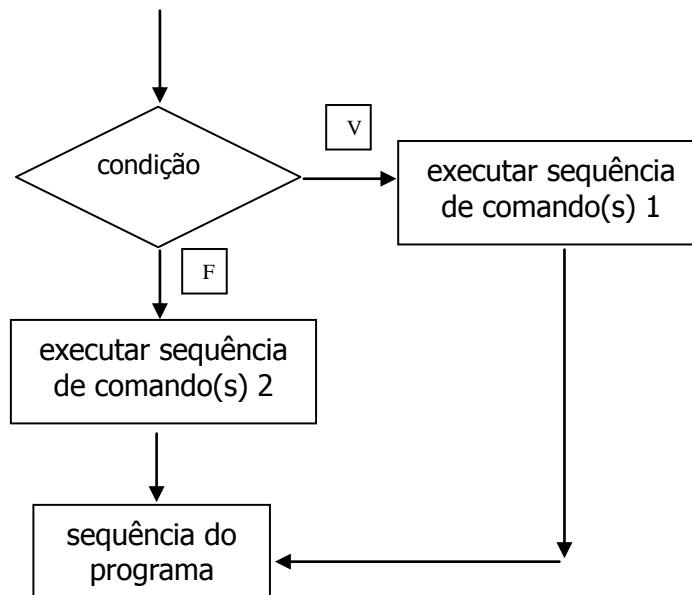 condição
V
executar sequência
de comando(s) 1
F
executar sequência
de comando(s) 2
sequência do
programa